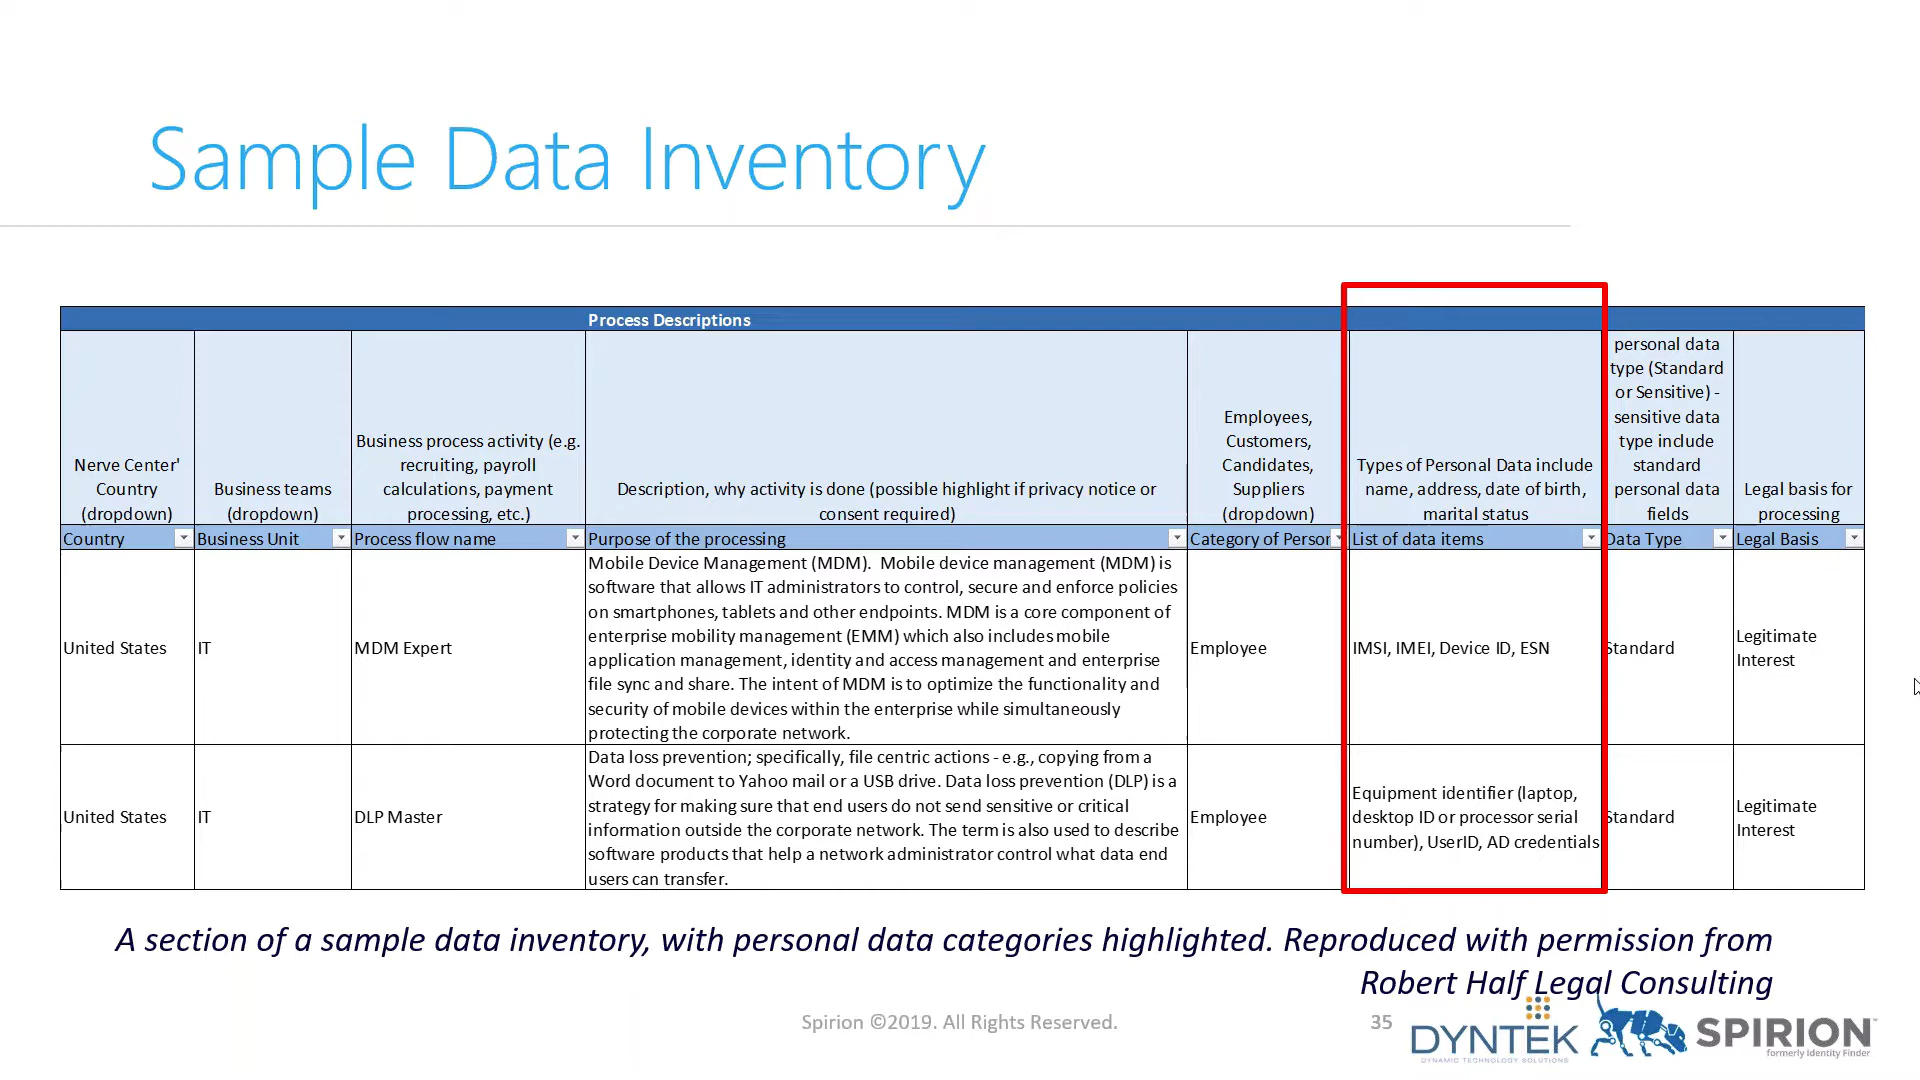 Sample Data Inventory
Process Descriptions
Nerve Center'
Country
(dropdown)
Business teams
(dropdown)
Business process activity (e.g.
recruiting, payroll
calculations, payment
processing, etc.)
Description, why activity is done (possible highlight if privacy notice or
consent required)
Employees,
Customers,
Candidates,
Suppliers
(dropdown)
Types of Personal Data include
name, address, date of birth,
marital status
personal data
type (Standard
or Sensitive) -
sensitive data
type include
standard
personal data
fields
Legal basis for
processing
Country
Business Unit
Process flow name
Purpose of the processing
Category of Person
List of data items
Data Type
Legal Basis
United States
IT
MDM Expert
Mobile Device Management (MDM).  Mobile device management (MDM) is
software that allows IT administrators to control, secure and enforce policies
on smartphones, tablets and other endpoints. MDM is a core component of
enterprise mobility management (EMM) which also includes mobile
application management, identity and access management and enterprise
file sync and share. The intent of MDM is to optimize the functionality and
security of mobile devices within the enterprise while simultaneously
protecting the corporate network.
Employee
IMSI, IMEI, Device ID, ESN
Standard
Legitimate
Interest
United States
IT
DLP Master
Data loss prevention; specifically, file centric actions - e.g., copying from a
Word document to Yahoo mail or a USB drive. Data loss prevention (DLP) is a
strategy for making sure that end users do not send sensitive or critical
information outside the corporate network. The term is also used to describe
software products that help a network administrator control what data end
users can transfer.
Employee
Equipment identifier (laptop,
desktop ID or processor serial
number), UserID, AD credentials
Standard
Legitimate
Interest
A section of a sample data inventory, with personal data categories highlighted. Reproduced with permission from
Robert Half Legal Consulting
Spirion ©2019. All Rights Reserved.
35
DYNTEK
DYNAMIC TECHNOLOGY SOLUTIONS
SPIRION
formerly Identity Finder